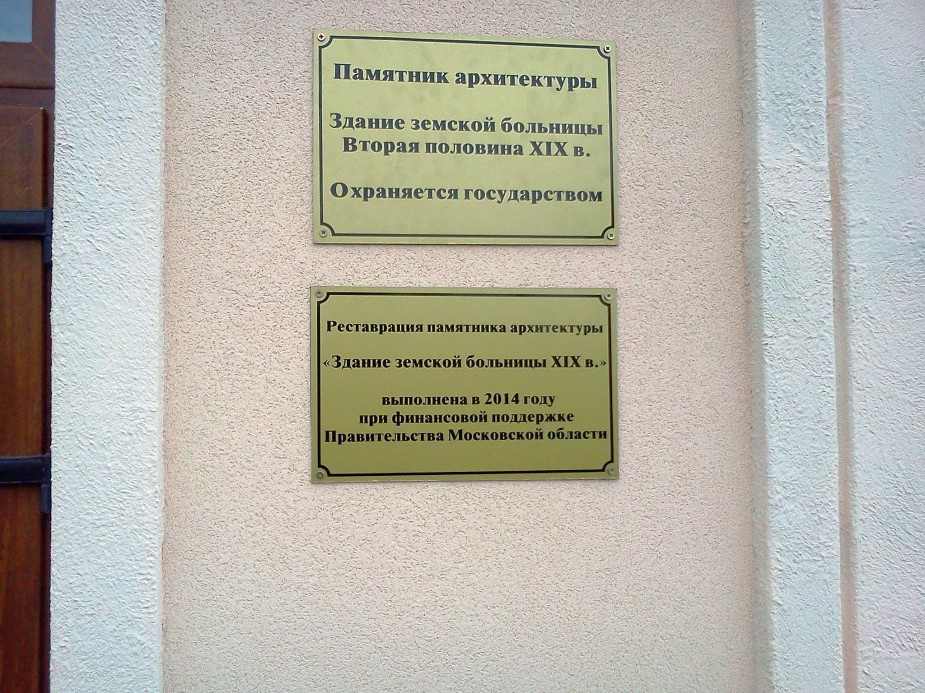 Памятник архитектуры
Здание земской больницы
Вторая половина XIX в.
Охраняется государством
Реставрация памятника архитектуры
«Здание земской больницы XIX в.»
выполнена в 2014 году
при финансовой поддержке
Правительства Московской области